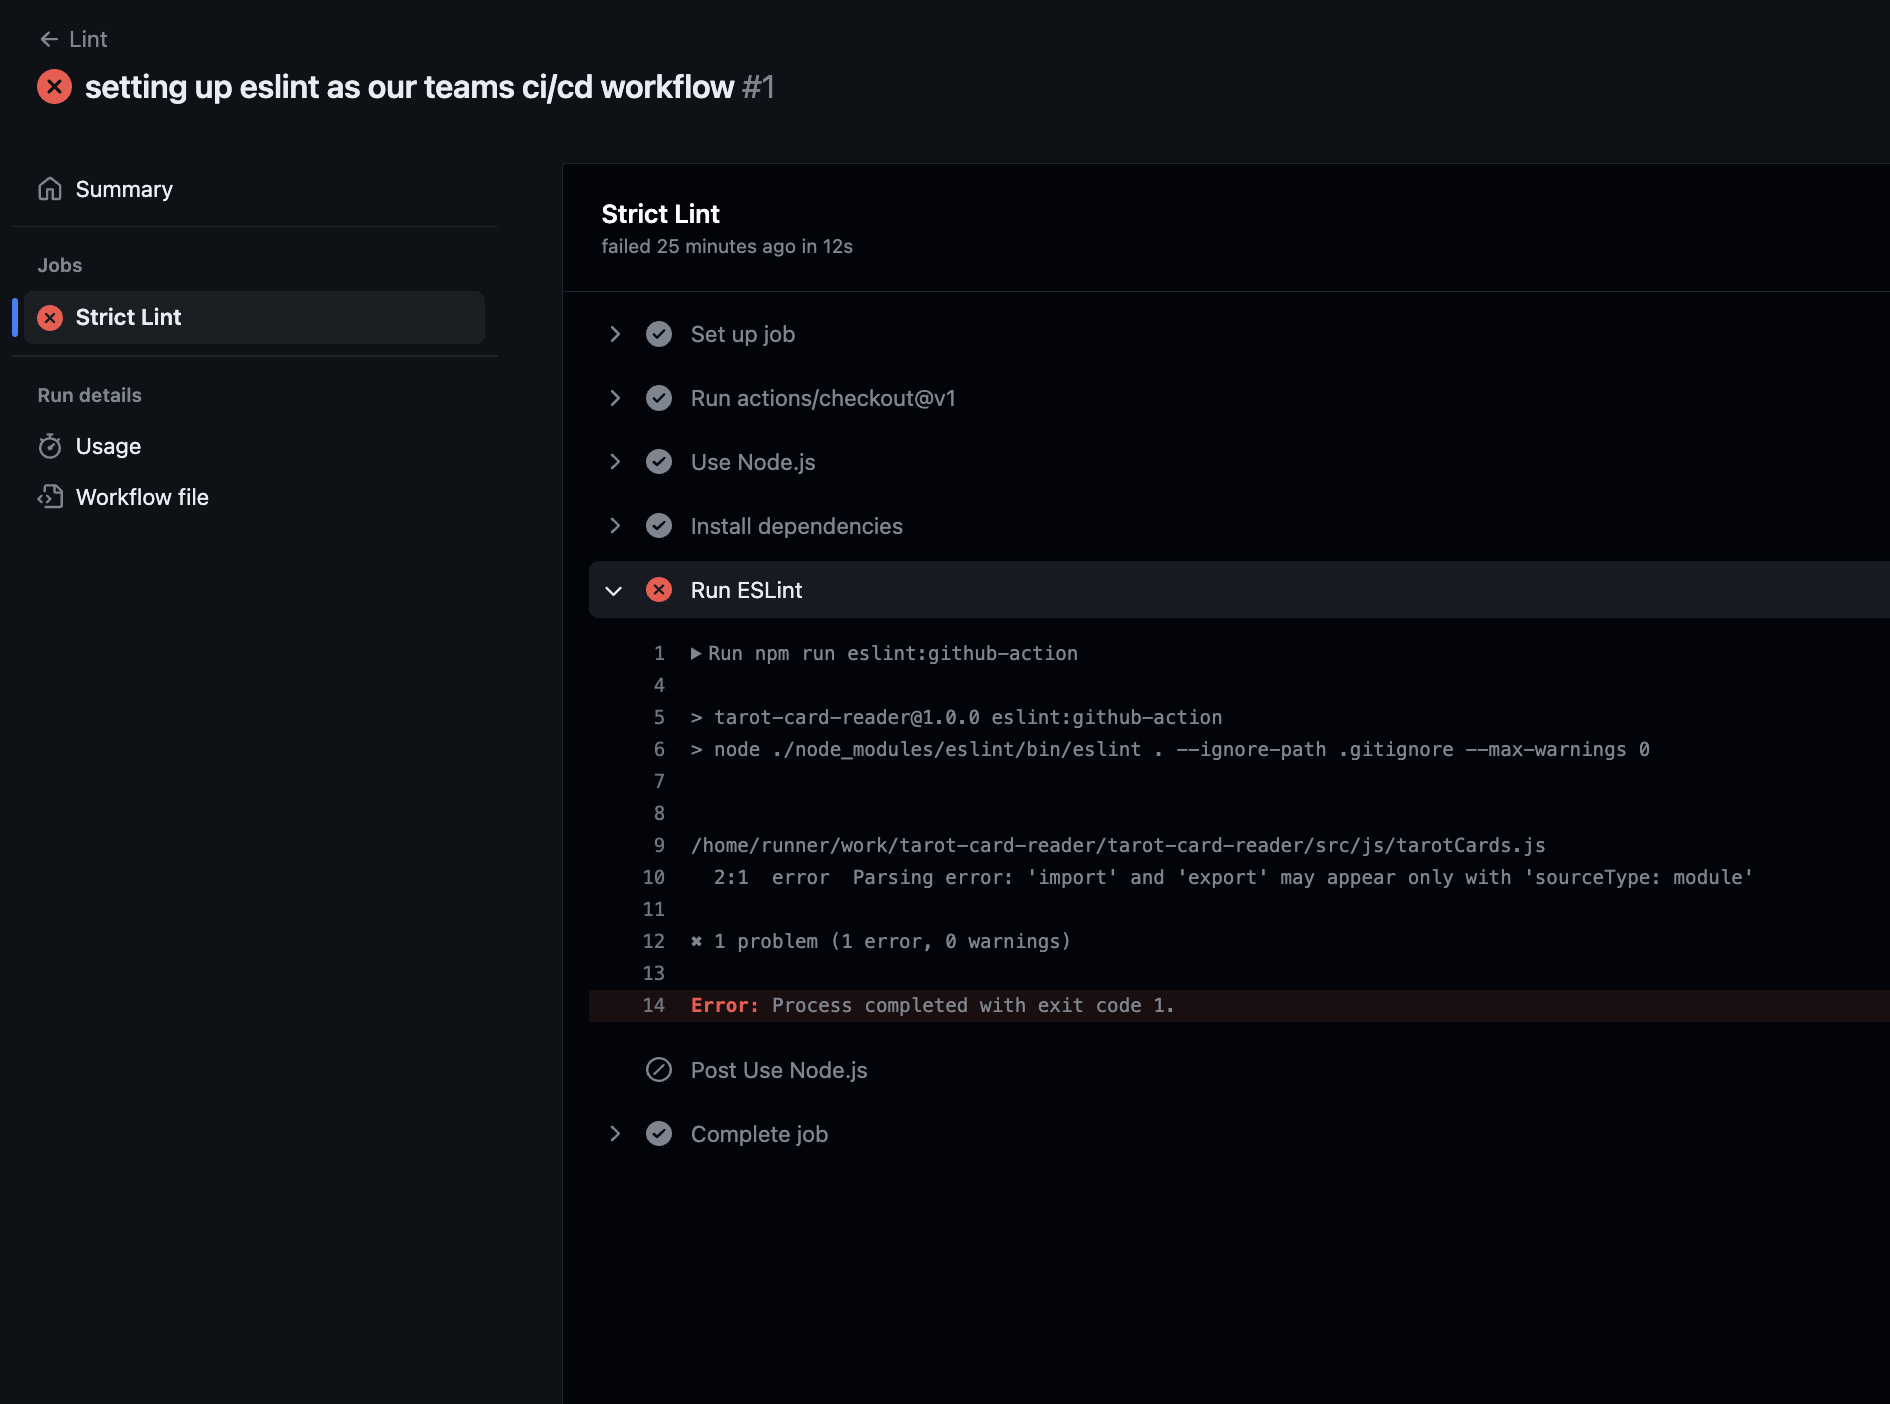 ← Lint
setting up eslint as our teams ci/cd workflow #1
Summary
Jobs
Strict Lint
Run details
Usage
Workflow file
Strict Lint
failed 25 minutes ago in 12s
Set up job
Run actions/checkout@v1
Use Node.js
Install dependencies
Run ESLint
1 ▶ Run npm run eslint:github-action
4
5 > tarot-card-reader@1.0.0 eslint:github-action
6 > node ./node_modules/eslint/bin/eslint . --ignore-path .gitignore --max-warnings 0
7
8
9 /home/runner/work/tarot-card-reader/tarot-card-reader/src/js/tarotCards.js
10 2:1 error Parsing error: 'import' and 'export' may appear only with 'sourceType: module'
11
12 ✖ 1 problem (1 error, 0 warnings)
13
14 Error: Process completed with exit code 1.
Post Use Node.js
Complete job